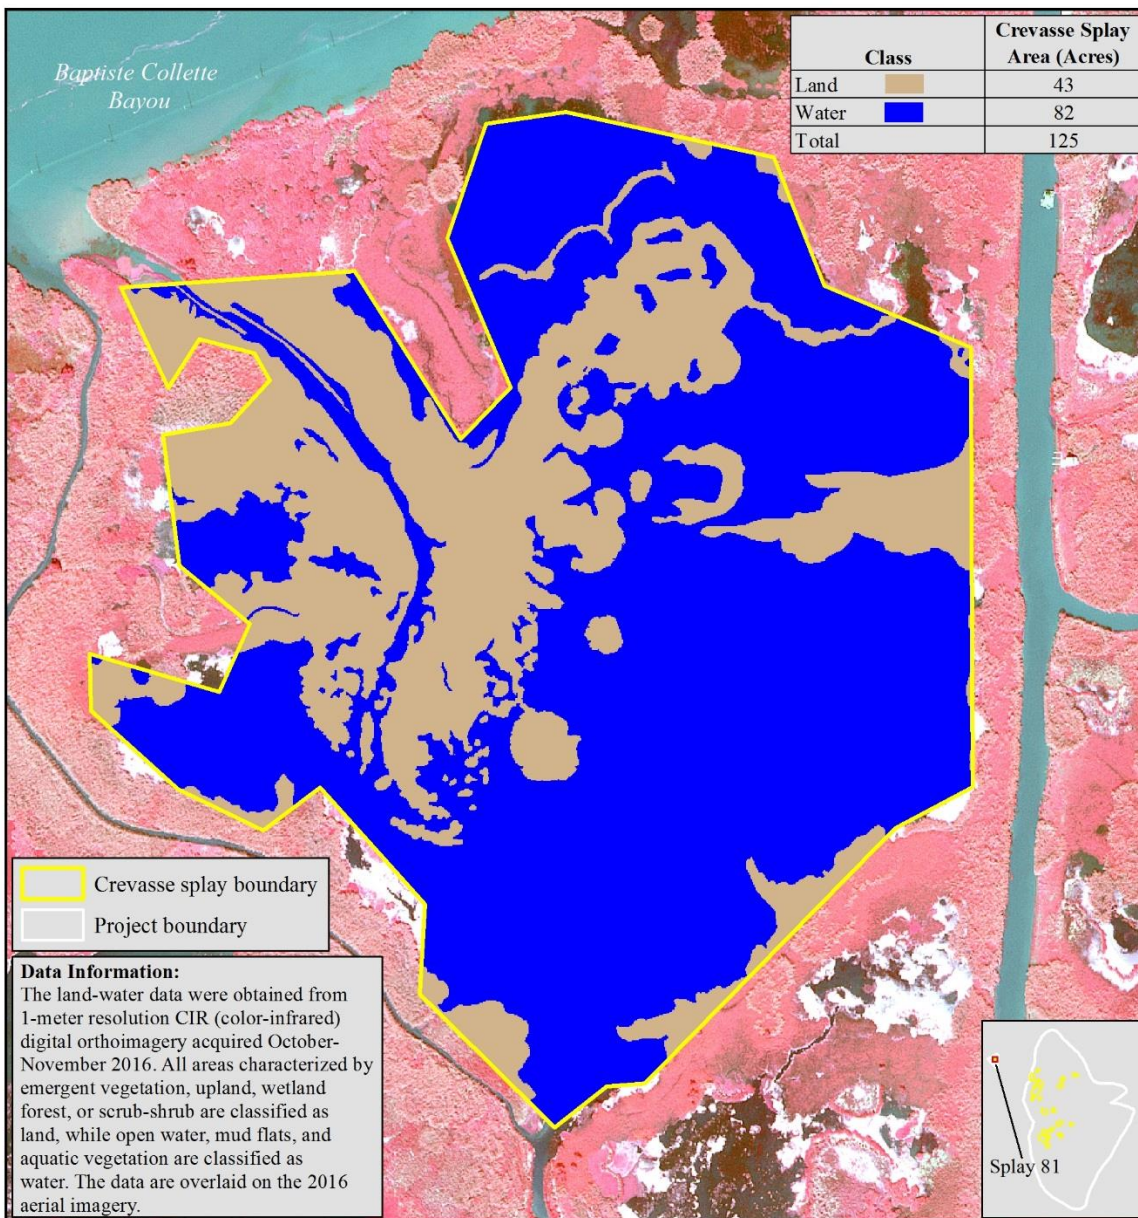 Baptiste Collette
Bayou
Class Crevasse Splay Area (Acres)
Land 43
Water 82
Total 125
Crevasse splay boundary
Project boundary
Data Information:
The land-water data were obtained from
1-meter resolution CIR (color-infrared)
digital orthoimagery acquired October-
November 2016. All areas characterized by
emergent vegetation, upland, wetland
forest, or scrub-shrub are classified as
land, while open water, mud flats, and
aquatic vegetation are classified as
water. The data are overlaid on the 2016
aerial imagery.
Splay 81